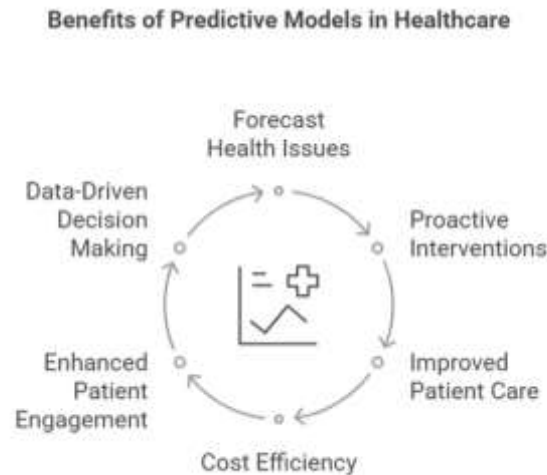 Benefits of Predictive Models in Healthcare
Forecast
Health Issues
Proactive
Interventions
Improved
Patient Care
Cost Efficiency
Enhanced
Patient
Engagement
Data-Driven
Decision
Making